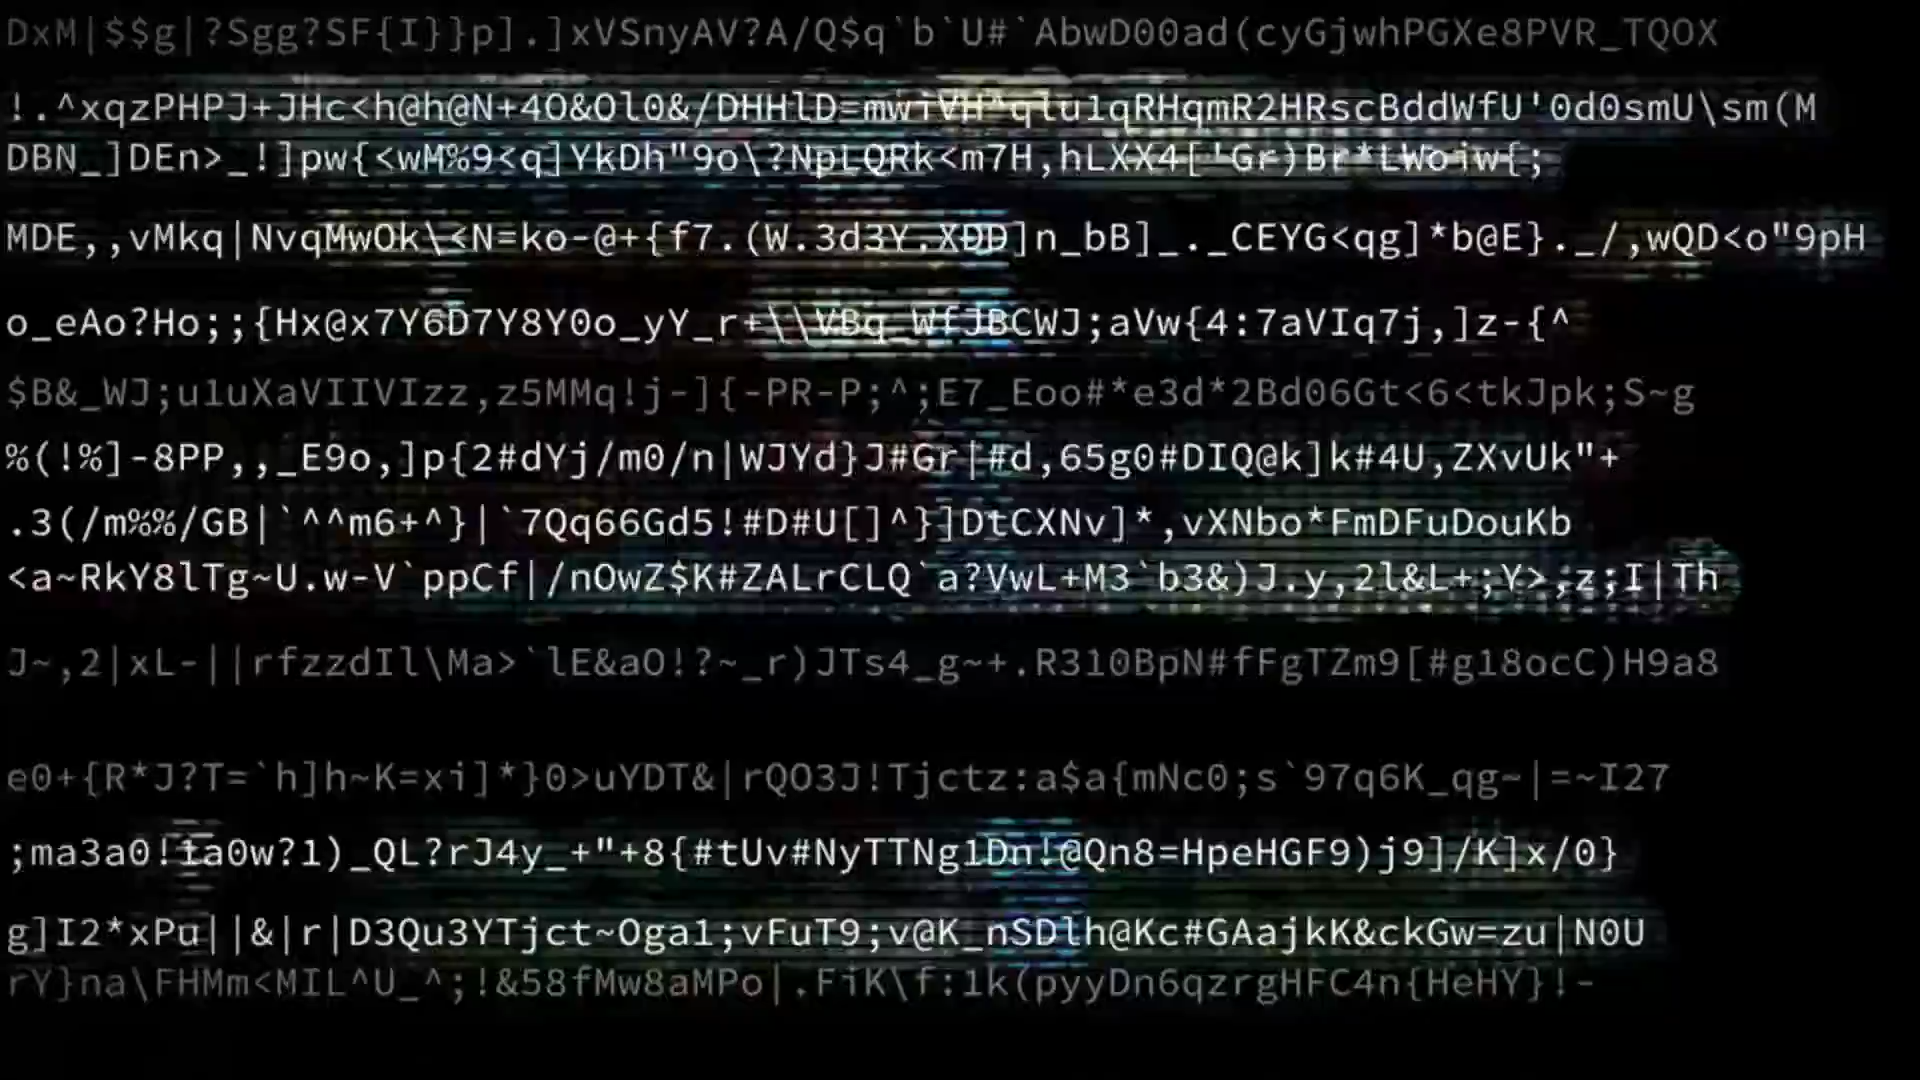 DxM|$$g|?Sgg?SF{I}}p].]xVSnyAV?A/Q$q`b`U#`AbwD00ad(cyGjwhPGXe8PVR_TQOX
!.^xqzPHPJ+JHc<h@h@N+4O&Ol0&/DHHlD=mwiVH^qlu1qRHqmR2HRscBddWfU'0d0smU\sm(M
DBN_]DEn>_!]pw{<wM%9<q]YkDh"9o\?NpLQRk<m7H,hLXX4['Gr)Br*LWoiw{;
MDE,,vMkq|NvqMwOk\<N=ko-@+{f7.(W.3d3Y.XDD]n_bB]_._CEYG<qg]*b@E}._/,wQD<o"9pH
o_eAo?Ho;;{Hx@x7Y6D7Y8Y0o_yY_r+\\VBq_WfJBCWJ;aVw{4:7aVIq7j,]z-{^
$B&_WJ;u1uXaVIIVIzz,z5MMq!j-]{-PR-P;^;E7_Eoo#*e3d*2Bd06Gt<6<tkJpk;S~g
%(!%]-8PP,,_E9o,]p{2#dYj/m0/n|WJYd}J#Gr|#d,65g0#DIQ@k]k#4U,ZXvUk"+
.3(/m%%/GB|`^^m6+^}|`7Qq66Gd5!#D#U[]^}]DtCXNv]*,vXNbo*FmDFuDouKb
<a~RkY8lTg~U.w-V`ppCf|/nOwZ$K#ZALrCLQ`a?VwL+M3`b3&)J.y,2l&L+;Y>,z;I|Th
J~,2|xL-||rfzzdIl\Ma>`lE&aO!?~_r)JTs4_g~+.R310BpN#fFgTZm9[#g18ocC)H9a8
e0+{R*J?T=`h]h~K=xi]*}0>uYDT&|rQO3J!Tjctz:a$a{mNc0;s`97q6K_qg~|=~I27
;ma3a0!ia0w?1)_QL?rJ4y_+"+8{#tUv#NyTTNg1Dn!@Qn8=HpeHGF9)j9]/K]x/0}
g]I2*xPu||&|r|D3Qu3YTjct~Oga1;vFuT9;v@K_nSDlh@Kc#GAajkK&ckGw=zu|N0U
rY}na\FHMm<MIL^U_^;!&58fMw8aMPo|.FiK\f:1k(pyyDn6qzrgHFC4n{HeHY}!-